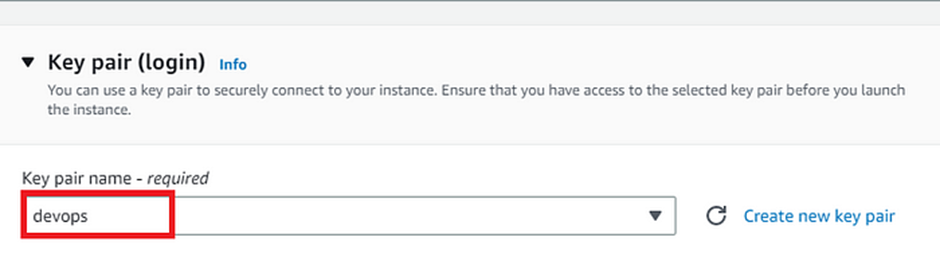 Key pair (login) Info
You can use a key pair to securely connect to your instance. Ensure that you have access to the selected key pair before you launch
the instance.
Key pair name - required
devops
Create new key pair